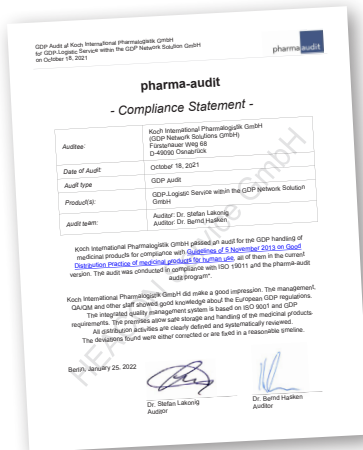 GDP Audit at Koch International Pharmalogistik GmbH
for GDP-Logistic Service within the GDP Network Solution GmbH
on October 18, 2021
pharmaaudit
pharma-audit
- Compliance Statement -
Auditee:
Koch International Pharmalogistik GmbH
(GDP Network Solutions GmbH)
Fürstenauer Weg 68
D-49090 Osnabrück
Date of Audit:
October 18, 2021
Audit type
GDP Audit
Product(s):
GDP-Logistic Service within the GDP Network Solution
GmbH
Audit team:
Auditor: Dr. Stefan Lakonig
Auditor: Dr. Bernd Hasken
Koch International Pharmalogistik GmbH passed an audit for the GDP handling of
medicinal products for compliance with Guidelines of 5 November 2013 on Good
Distribution Practice of medicinal products for human use, all of them in the current
version. The audit was conducted in compliance with ISO 19011 and the pharma-audit
audit program".
Koch International Pharmalogistik GmbH did make a good impression. The management,
QA/QM and other staff showed good knowledge about the European GDP regulations.
The integrated quality management system is based on ISO 9001 and GDP
requirements. The premises allow safe storage and handling of the medicinal products.
All distribution activities are clearly defined and systematically reviewed.
The deviations found were either corrected or are fixed in a reasonable timeline.
Berlin, January 25, 2022
Dr. Stefan Lakonig
Auditor
Dr. Bernd Hasken
Auditor